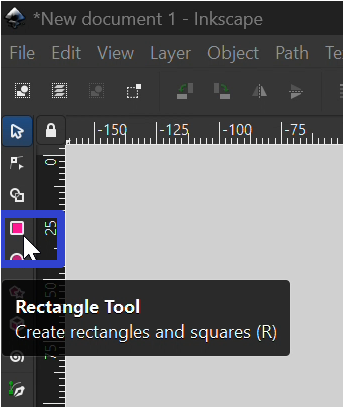 *New document 1 - Inkscape
File Edit View Layer Object Path Te
-150 -125 -100 -75
0
25
Rectangle Tool
Create rectangles and squares (R)